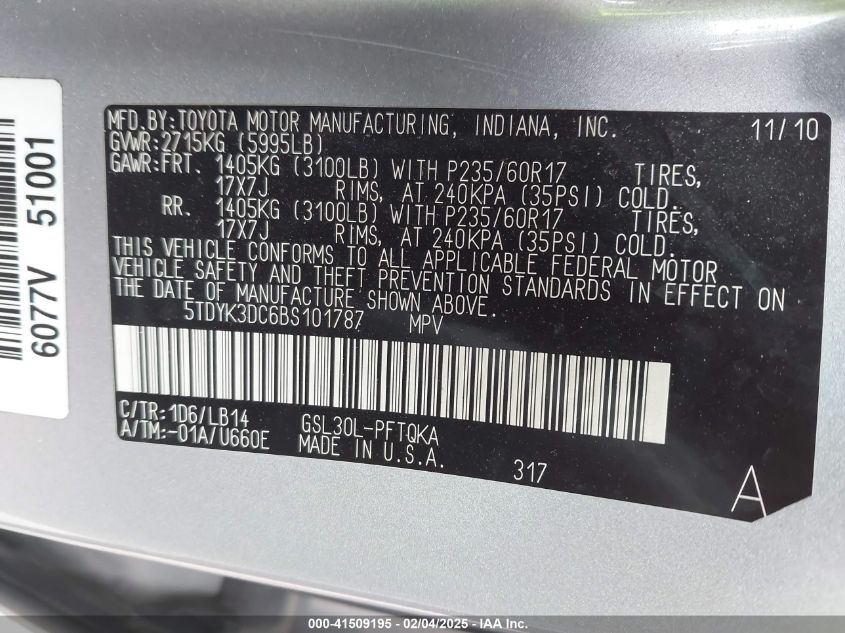 6077V 51001
MFD.BY:TOYOTA MOTOR MANUFACTURING, INDIANA, INC. 11/10
GVWR:2715KG (5995LB)
GAWR:FRT. 1405KG (3100LB) WITH P235/60R17 TIRES,
17X7J RIMS, AT 240KPA (35PSI) COLD.
RR. 1405KG (3100LB) WITH P235/60R17 TIRES,
17X7J RIMS, AT 240KPA (35PSI) COLD.
THIS VEHICLE CONFORMS TO ALL APPLICABLE FEDERAL MOTOR
VEHICLE SAFETY AND THEFT PREVENTION STANDARDS IN EFFECT ON
THE DATE OF MANUFACTURE SHOWN ABOVE.
5TDYK3DC6BS101787 MPV
C/TR:1D6/LB14 GSL30L-PFTQKA
A/TM:-01A/U660E MADE IN U.S.A.
317
A
000-41509195 - 02/04/2025 - IAA Inc.